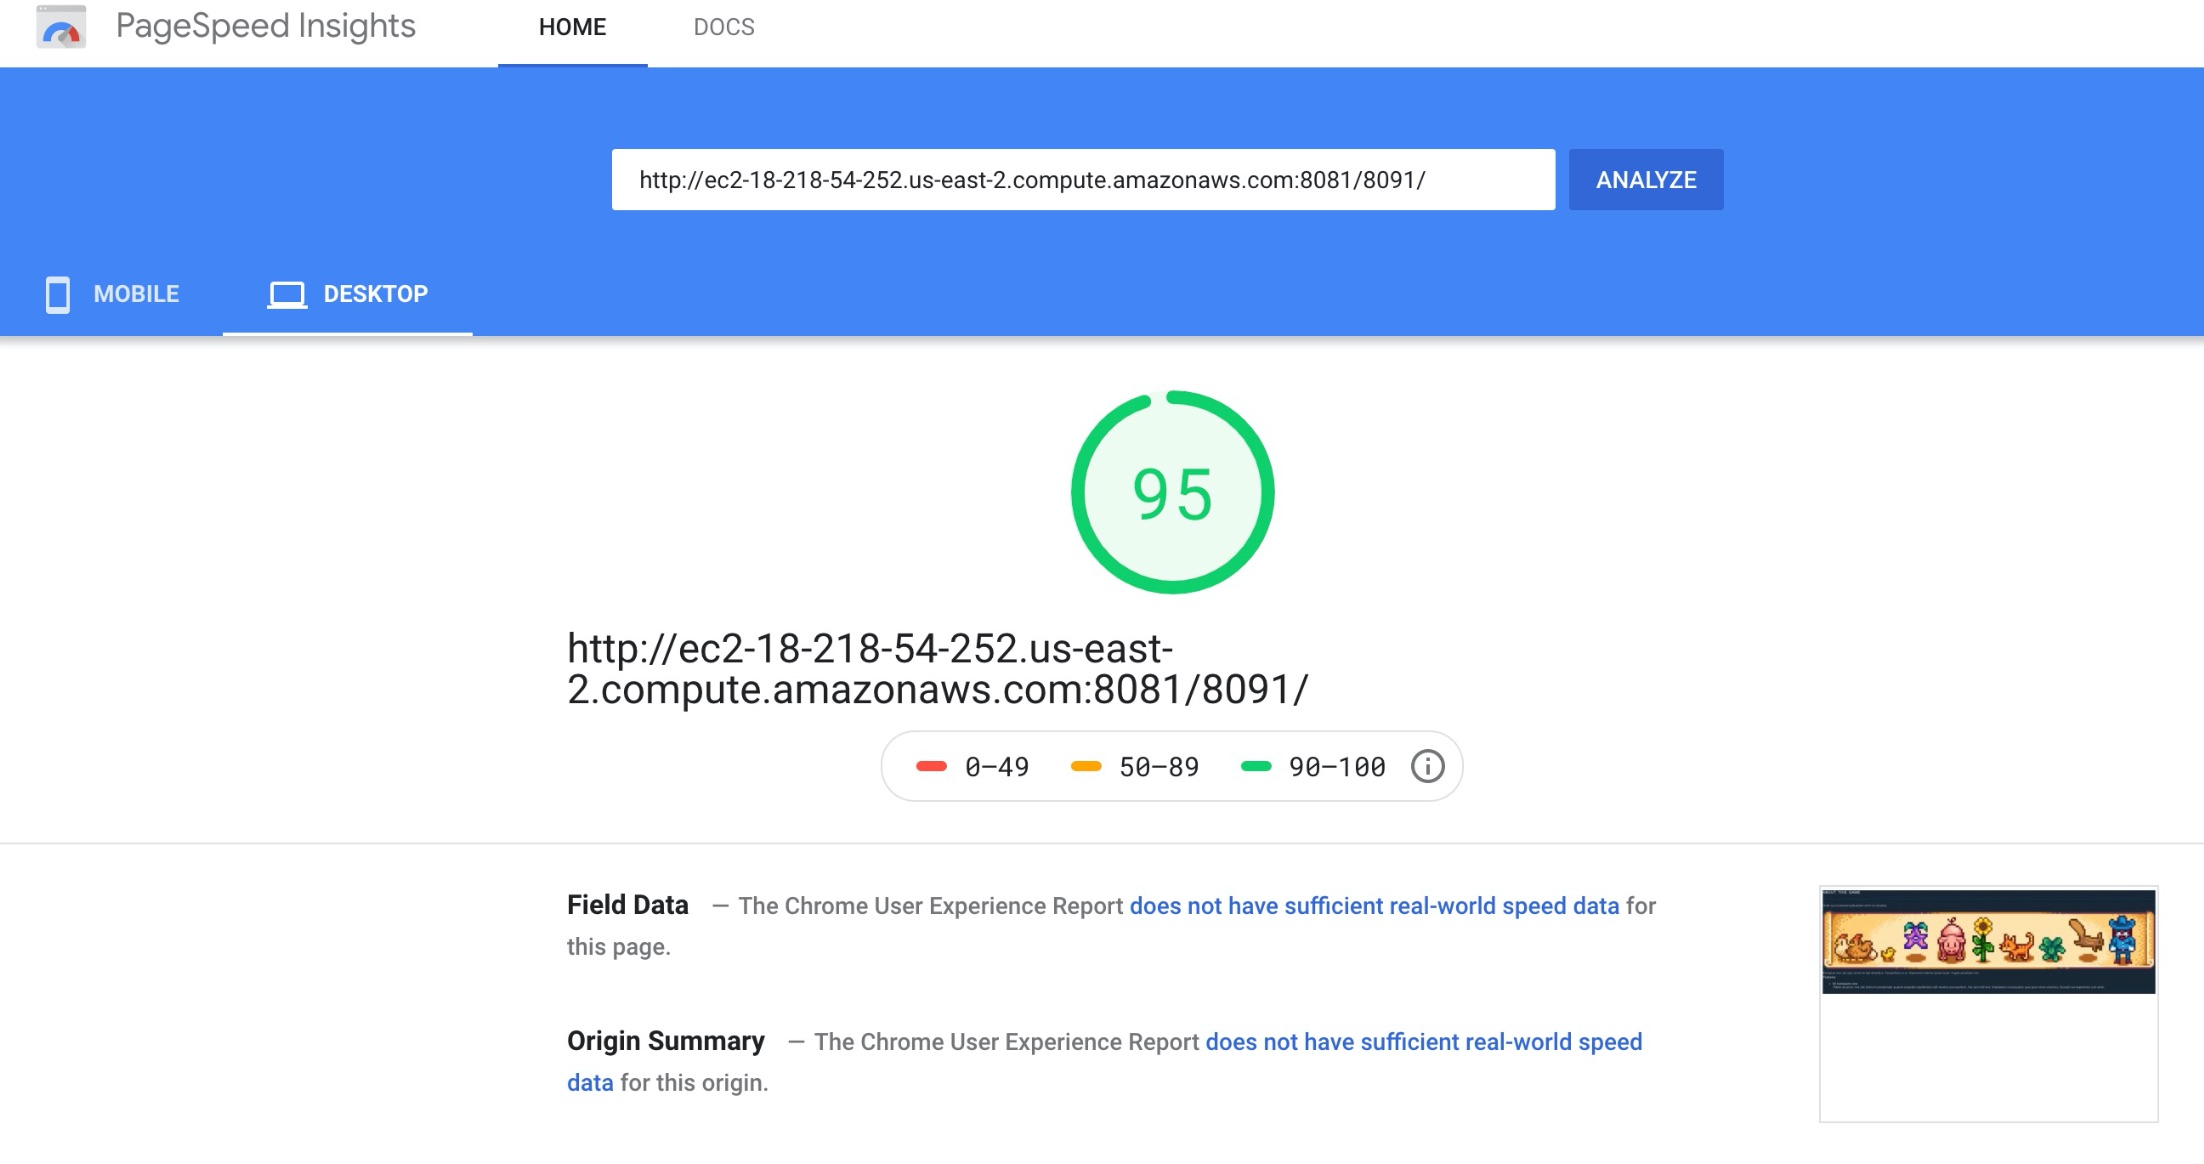 PageSpeed Insights
HOME
DOCS
http://ec2-18-218-54-252.us-east-2.compute.amazonaws.com:8081/8091/
ANALYZE
MOBILE
DESKTOP
95
http://ec2-18-218-54-252.us-east-
2.compute.amazonaws.com:8081/8091/
0–49
50–89
90–100
Field Data — The Chrome User Experience Report does not have sufficient real-world speed data for
this page.
Origin Summary — The Chrome User Experience Report does not have sufficient real-world speed
data for this origin.
ABOUT THIS GAME